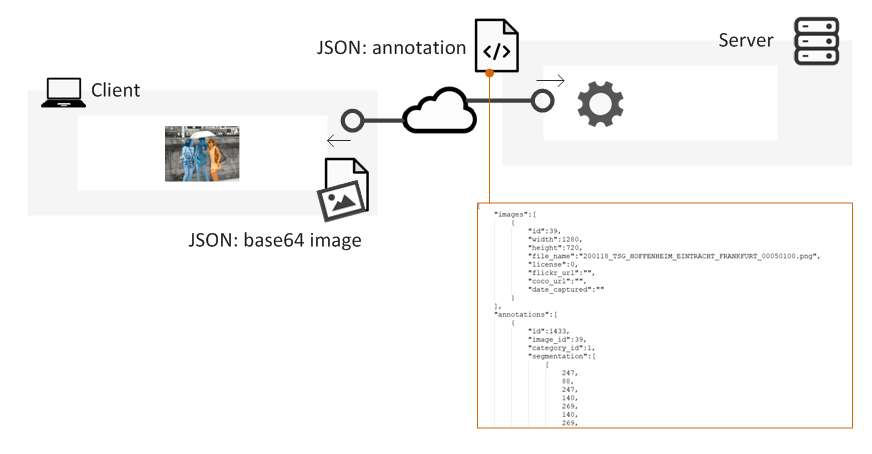 Server
JSON: annotation
</>
Client
JSON: base64 image
"images":[
{
"id":39,
"width":1280,
"height":720,
"file_name":"200118_TSG_HOFFENHEIM_EINTRACHT_FRANKFURT_00050100.png",
"license":0,
"flickr_url":"",
"coco_url":"",
"date_captured":""
}
],
"annotations":[
{
"id":1433,
"image_id":39,
"category_id":1,
"segmentation":[
[
247,
88,
247,
140,
269,
140,
269,